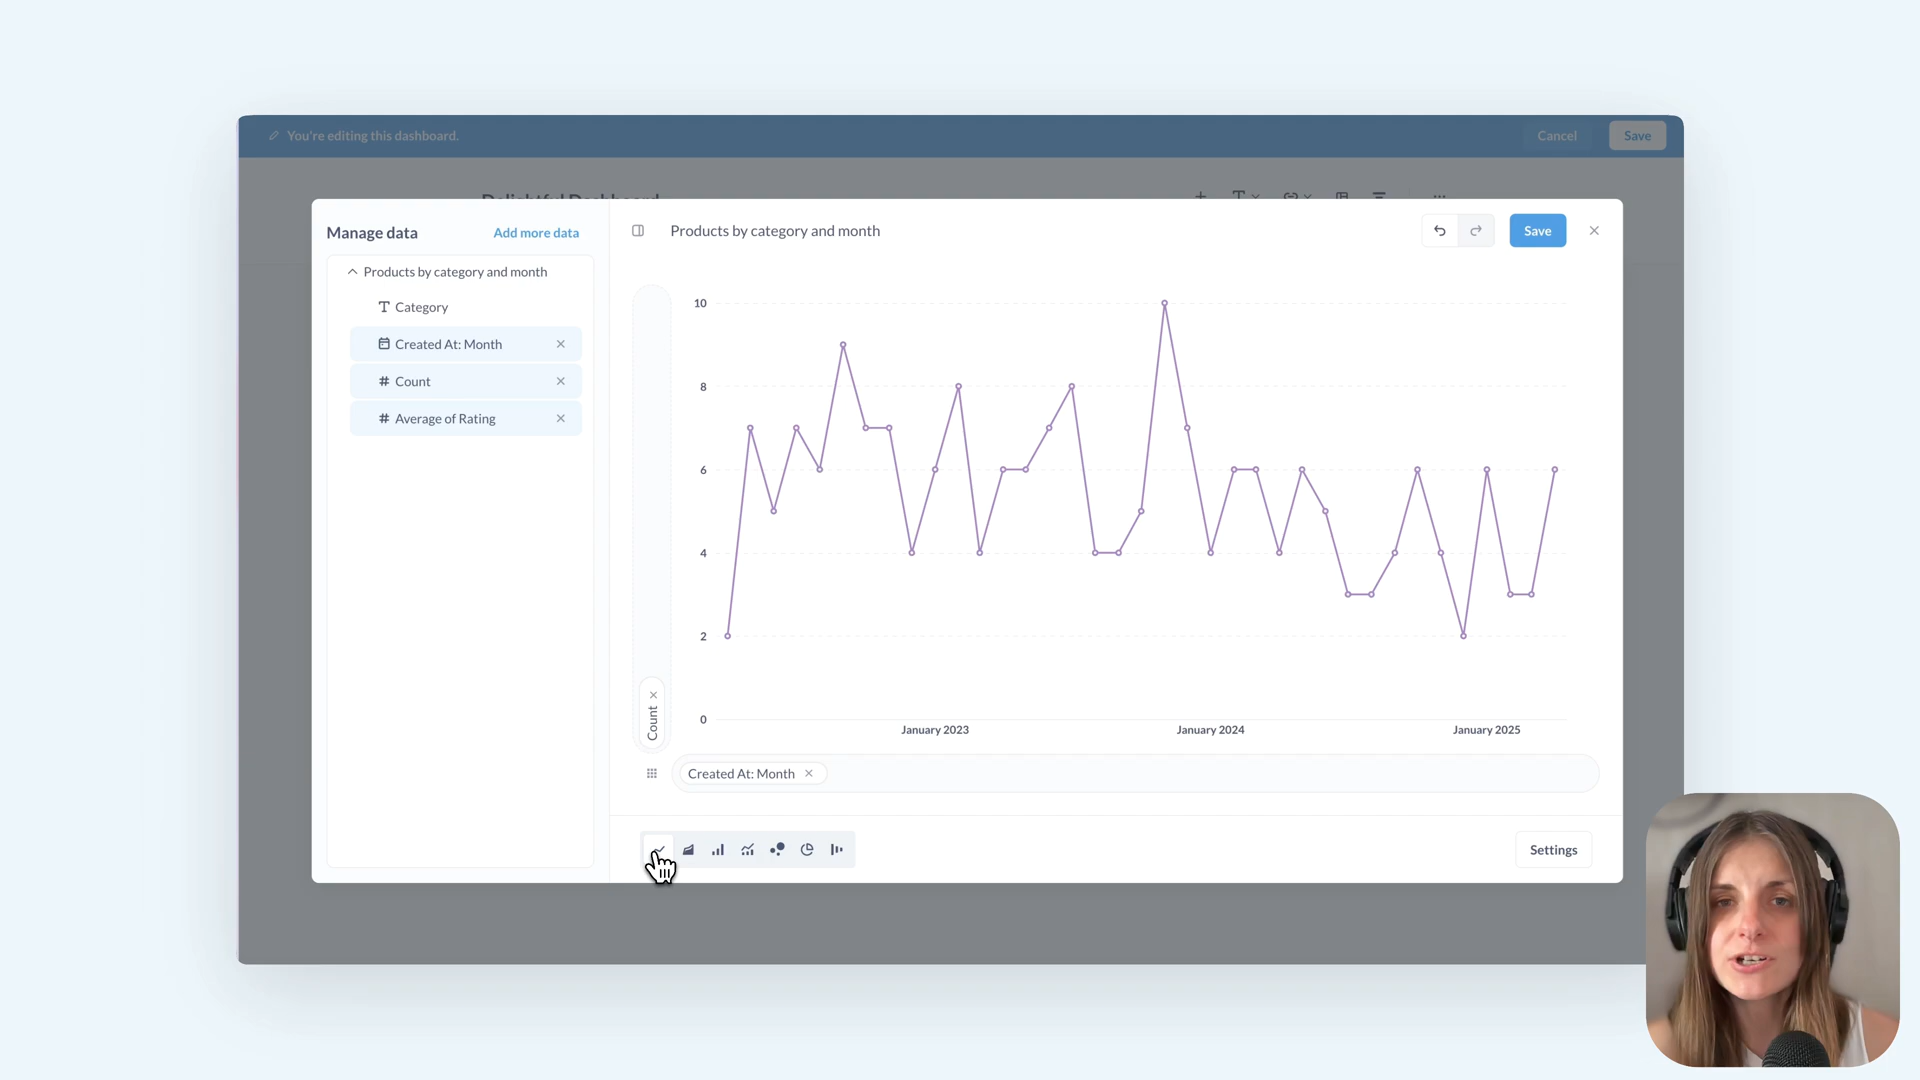 You're editing this dashboard.
Cancel
Save
Delightful Dashboard
Manage data
Add more data
Products by category and month
Save
Products by category and month
Category
Created At: Month
Count
Average of Rating
10
8
6
4
2
0
Count
January 2023
January 2024
January 2025
Created At: Month
Settings